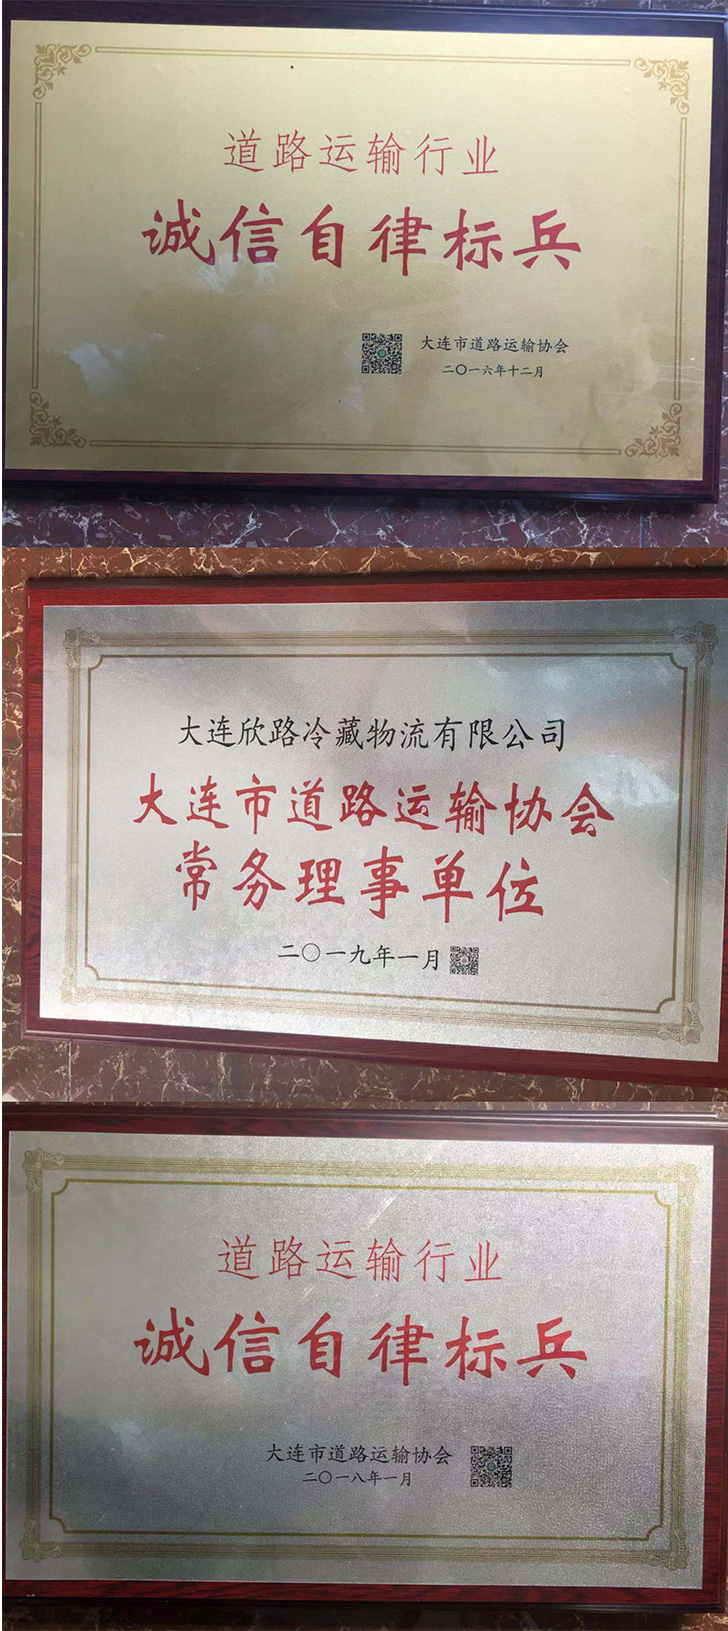 道路运输行业
诚信自律标兵
大连市道路运输协会
二〇一六年十二月
大连欣路冷藏物流有限公司
大连市道路运输协会
常务理事单位
二〇一九年一月
道路运输行业
诚信自律标兵
大连市道路运输协会
二〇一八年一月